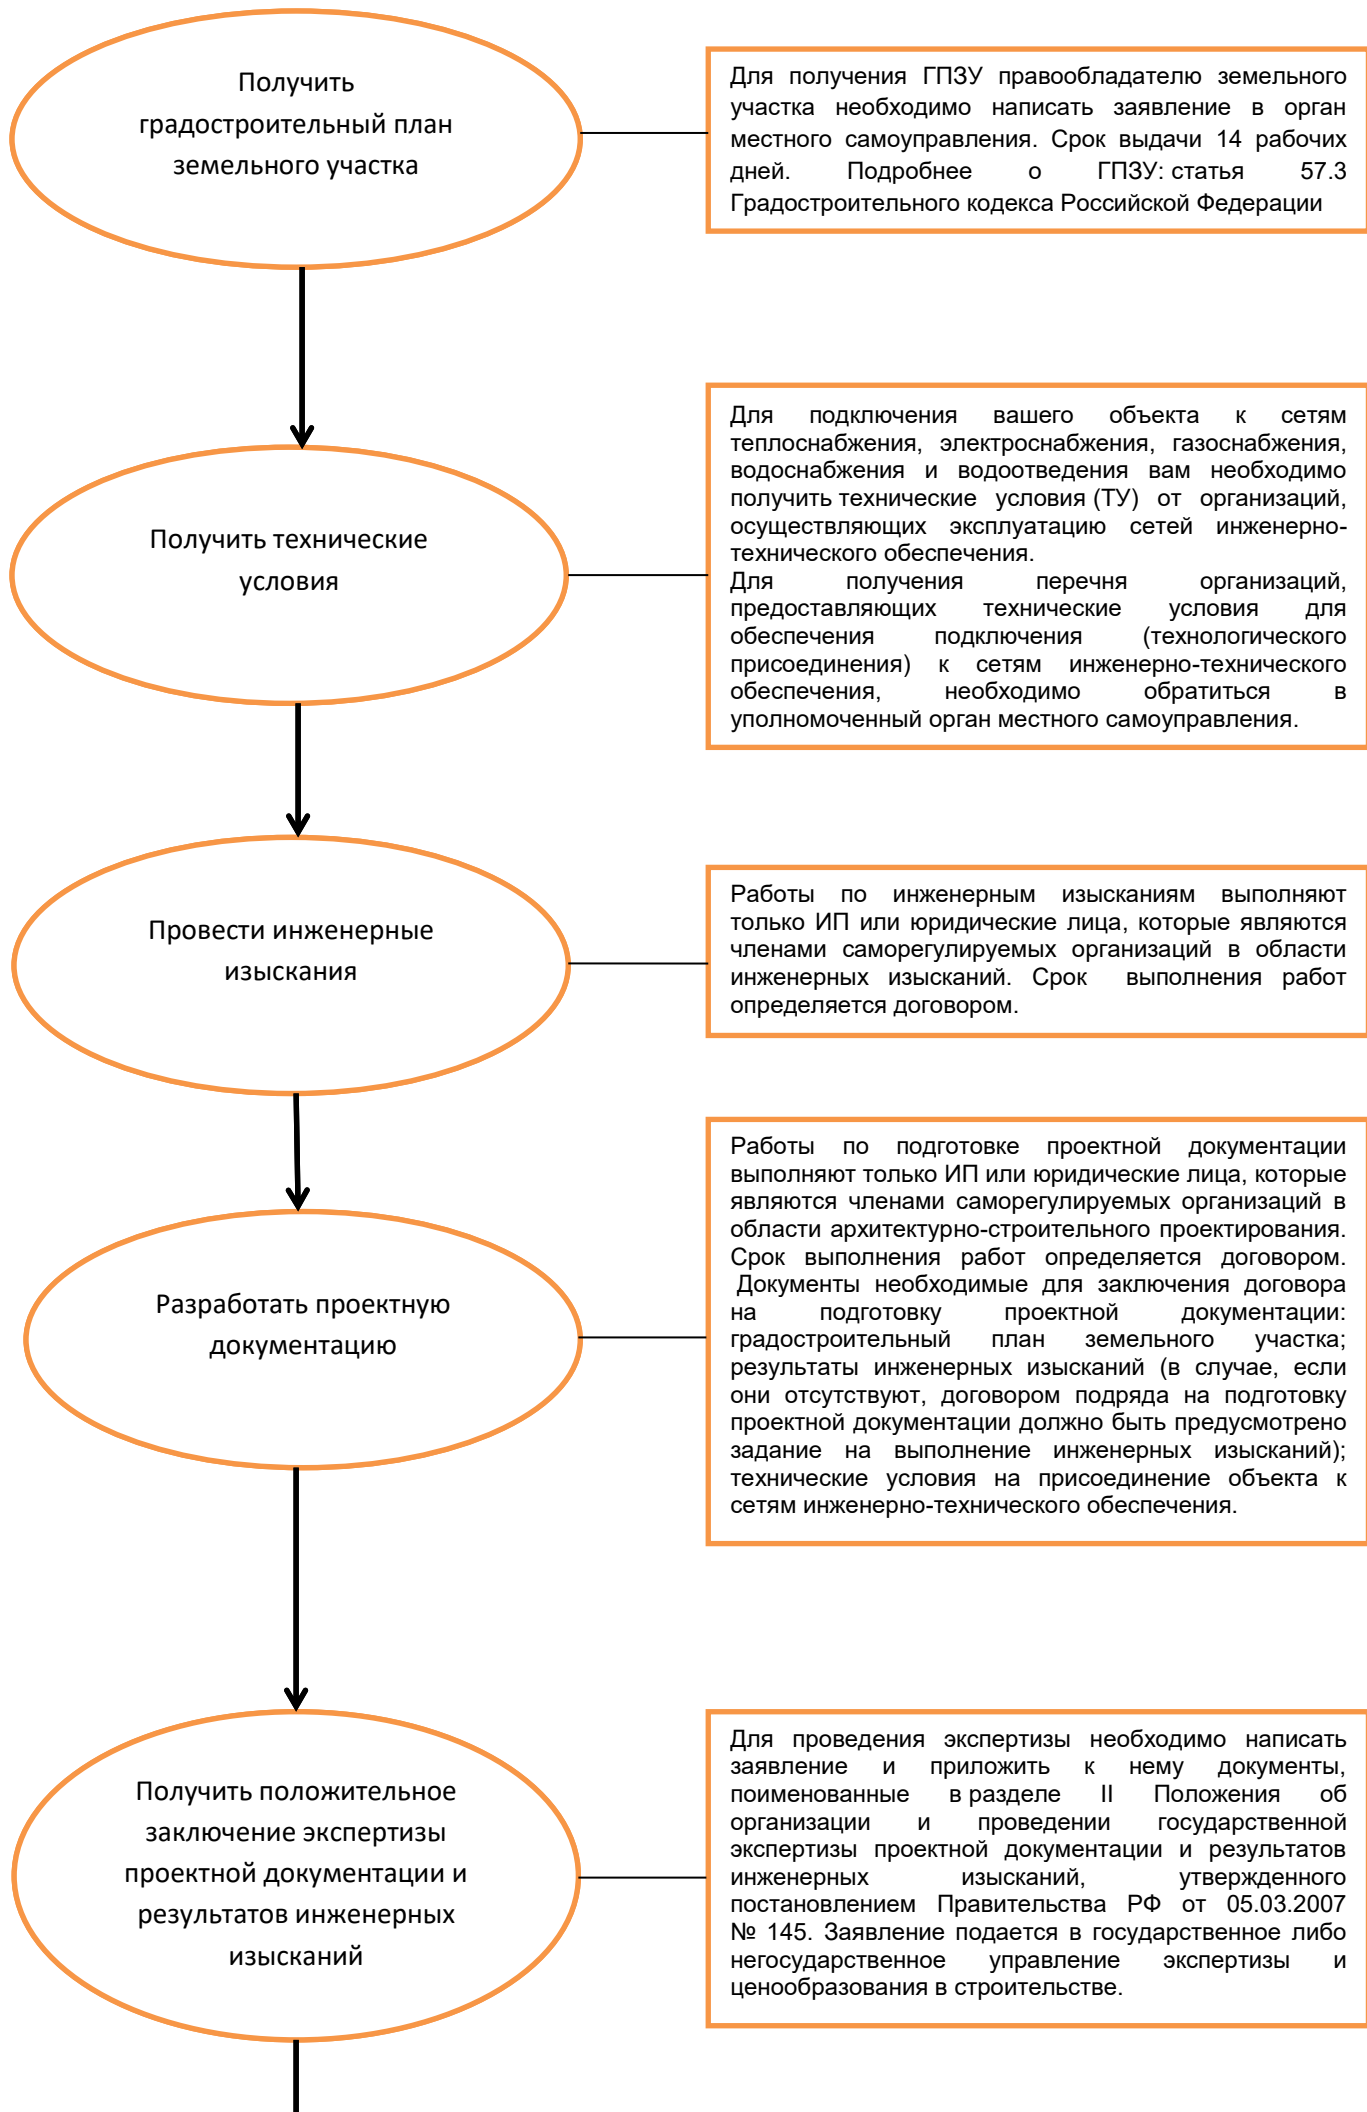 Получить
градостроительный план
земельного участка
Для получения ГПЗУ правообладателю земельного
участка необходимо написать заявление в орган
местного самоуправления. Срок выдачи 14 рабочих
дней. Подробнее о ГПЗУ: статья 57.3
Градостроительного кодекса Российской Федерации
Получить технические
условия
Для подключения вашего объекта к сетям
теплоснабжения, электроснабжения, газоснабжения,
водоснабжения и водоотведения вам необходимо
получить технические условия (ТУ) от организаций,
осуществляющих эксплуатацию сетей инженерно-
технического обеспечения.
Для получения перечня организаций,
предоставляющих технические условия для
обеспечения подключения (технологического
присоединения) к сетям инженерно-технического
обеспечения, необходимо обратиться в
уполномоченный орган местного самоуправления.
Провести инженерные
изыскания
Работы по инженерным изысканиям выполняют
только ИП или юридические лица, которые являются
членами саморегулируемых организаций в области
инженерных изысканий. Срок выполнения работ
определяется договором.
Разработать проектную
документацию
Работы по подготовке проектной документации
выполняют только ИП или юридические лица, которые
являются членами саморегулируемых организаций в
области архитектурно-строительного проектирования.
Срок выполнения работ определяется договором.
Документы необходимые для заключения договора
на подготовку проектной документации:
градостроительный план земельного участка;
результаты инженерных изысканий (в случае, если
они отсутствуют, договором подряда на подготовку
проектной документации должно быть предусмотрено
задание на выполнение инженерных изысканий);
технические условия на присоединение объекта к
сетям инженерно-технического обеспечения.
Получить положительное
заключение экспертизы
проектной документации и
результатов инженерных
изысканий
Для проведения экспертизы необходимо написать
заявление и приложить к нему документы,
поименованные в разделе II Положения об
организации и проведении государственной
экспертизы проектной документации и результатов
инженерных изысканий, утвержденного
постановлением Правительства РФ от 05.03.2007
№ 145. Заявление подается в государственное либо
негосударственное управление экспертизы и
ценообразования в строительстве.